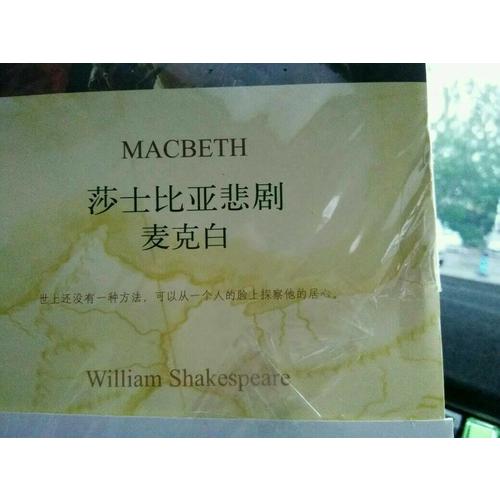 MACBETH
莎士比亚悲剧
麦克白
世上还没有一种方法，可以从一个人的脸上探察他的居心。
William Shakespeare